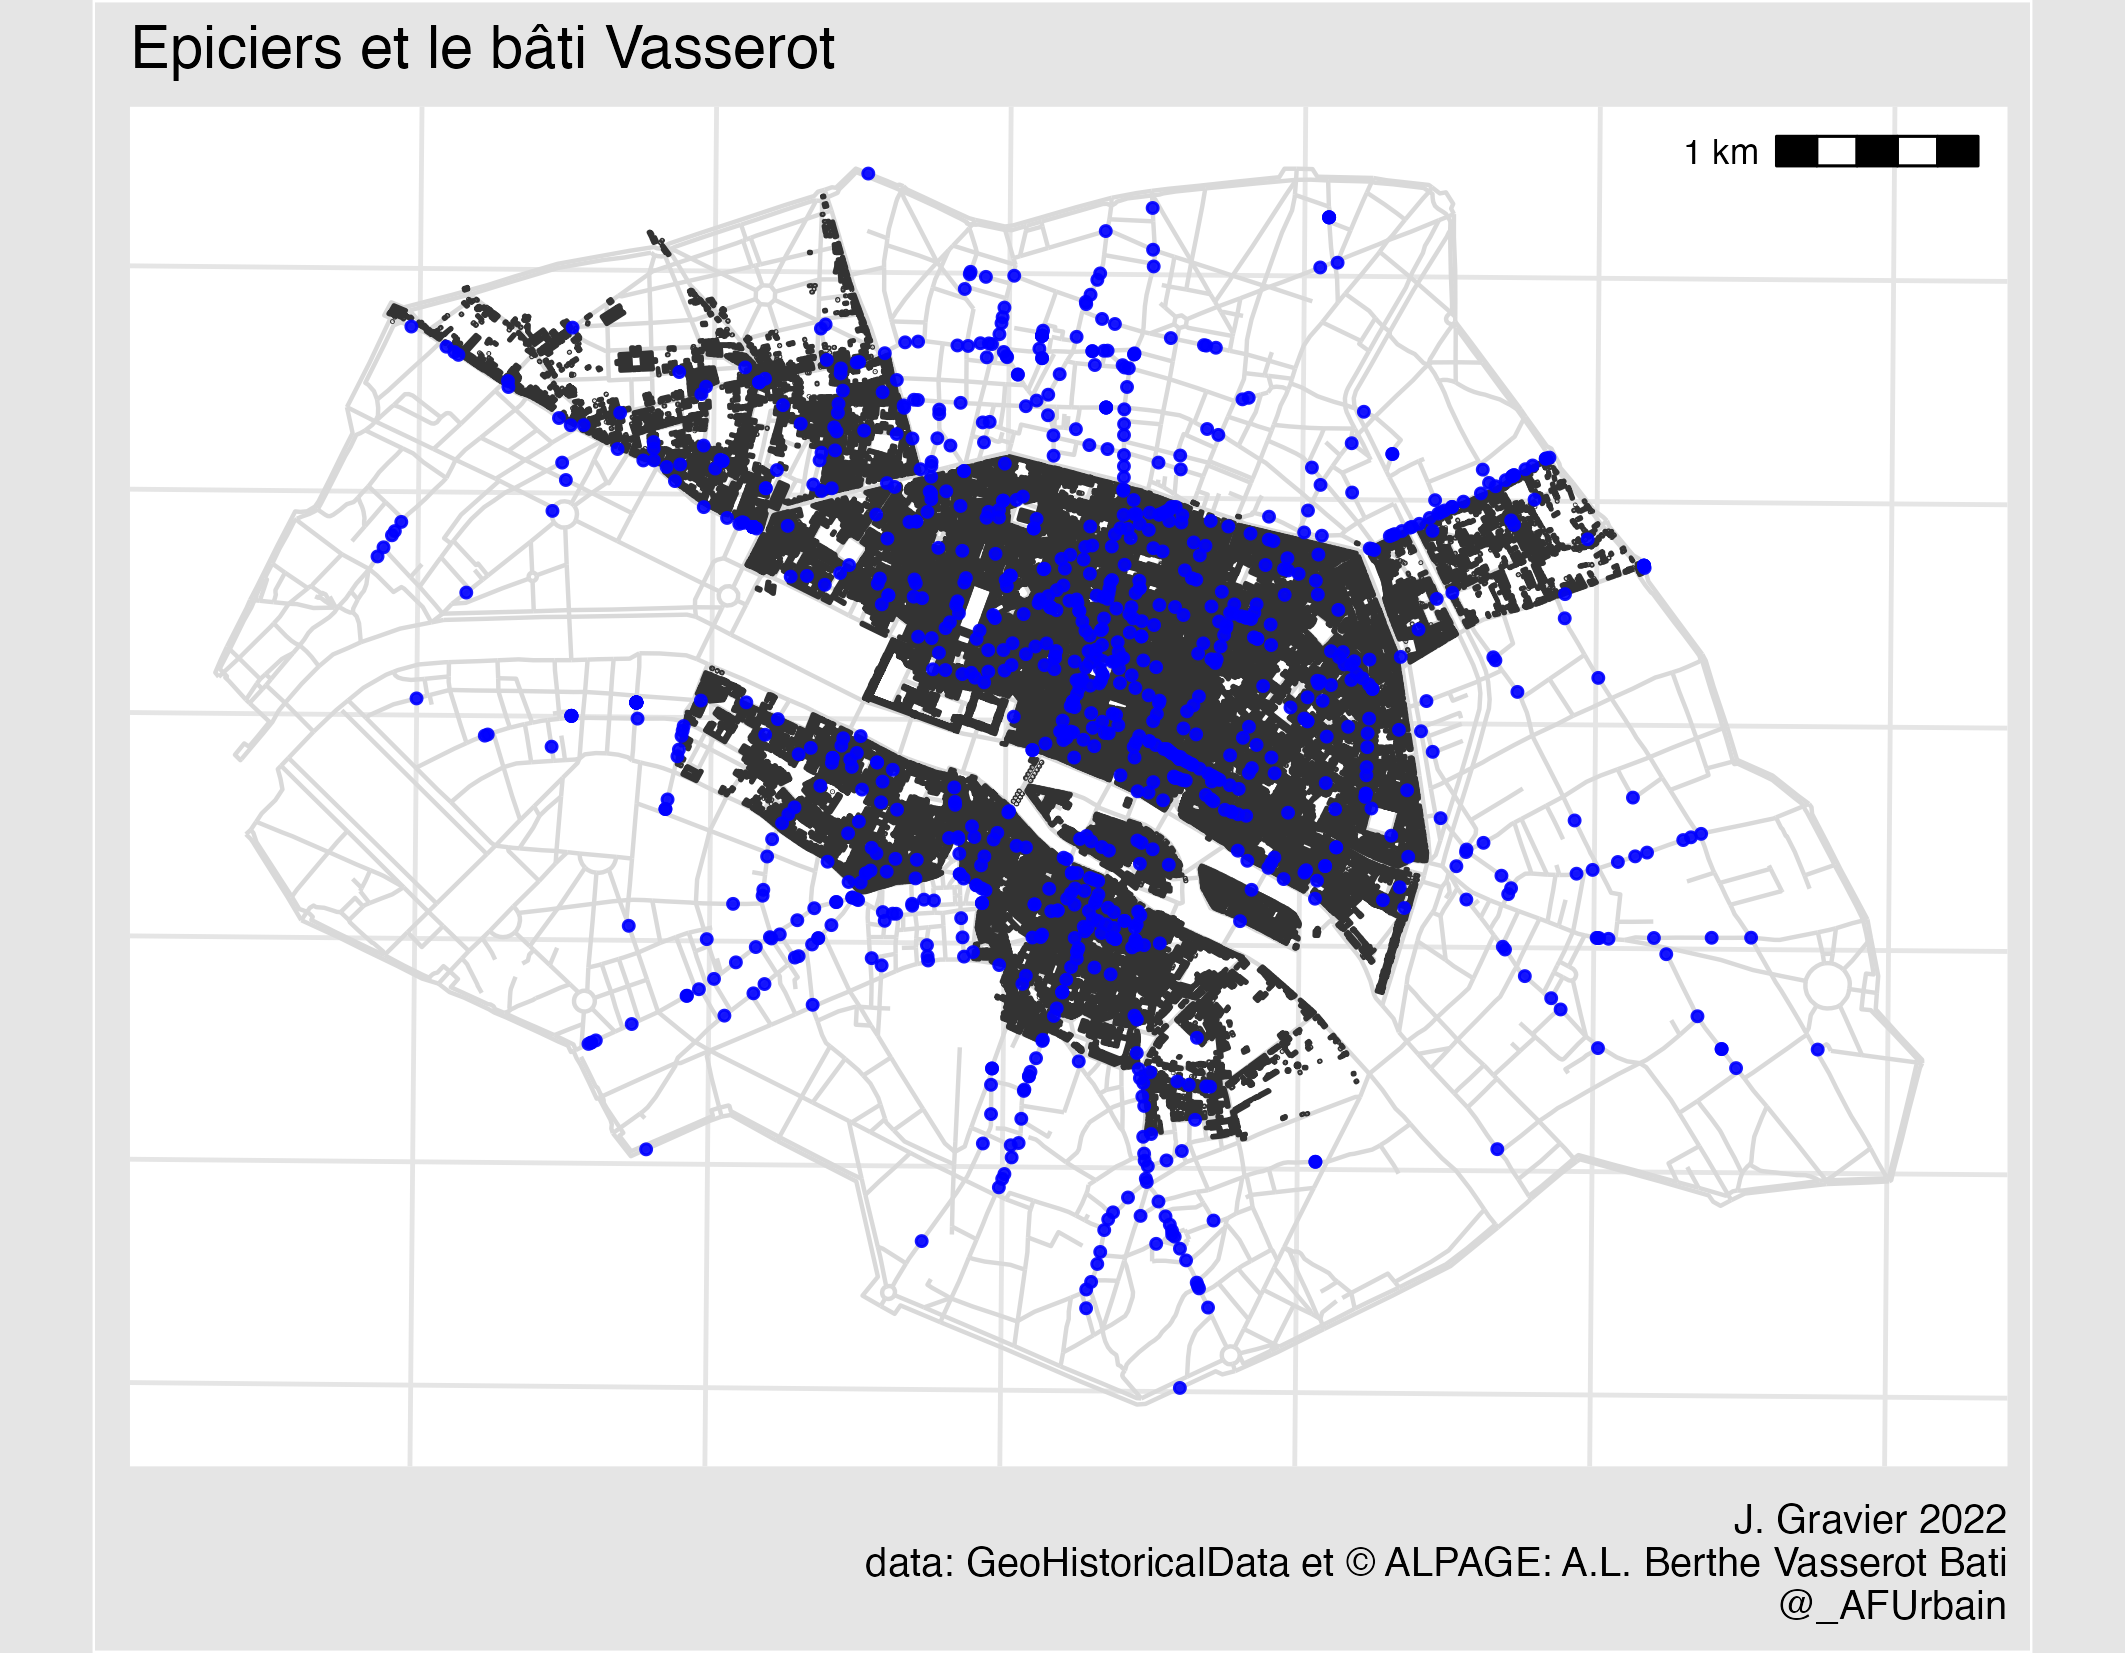 Epiciers et le bâti Vasserot
1 km
J. Gravier 2022
data: GeoHistoricalData et © ALPAGE: A.L. Berthe Vasserot Bati
@_AFUrbain